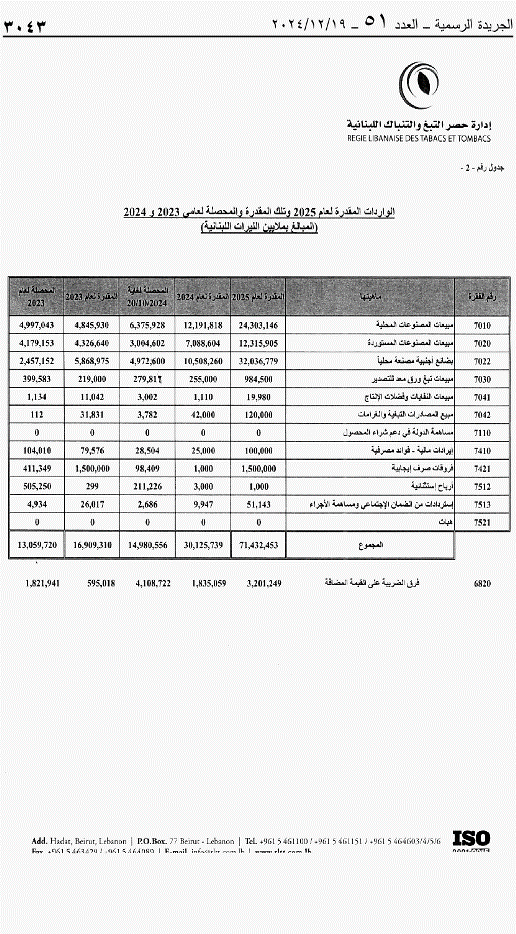 الجريدة الرسمية – العدد ٥١ – ٢٠٢٤/١٢/١٩ ٣٠٤٣
إدارة حصر التبغ والتنباك اللبنانية
REGIE LIBANAISE DES TABACS ET TOMBACS
جدول رقم - 2 -
الواردات المقدرة لعام 2025 وتلك المقدرة والمحصلة لعامي 2023 و 2024
(المبالغ بملايين الليرات اللبنانية)
رقم الفقرة ماهيتها المقدرة لعام 2025 المقدرة لعام 2024 المحصلة لغاية 20/10/2024 المقدرة لعام 2023 المحصلة لعام 2023
7010 مبيعات المصنوعات المحلية 24,303,146 12,191,818 6,375,928 4,845,930 4,997,043
7020 مبيعات المصنوعات المستوردة 12,315,905 7,088,604 3,004,602 4,326,640 4,179,153
7022 بضائع أجنبية مصنعة محلياً 32,036,779 10,508,260 4,972,600 5,868,975 2,457,152
7030 مبيعات تبغ ورق معد للتصدير 984,500 255,000 219,000 399,583
7041 مبيعات النفايات وفضلات الإنتاج 19,980 1,110 3,002 11,042 1,134
7042 مبيع المصادرات التبغية والغرامات 120,000 42,000 3,782 31,831 112
7110 مساهمة الدولة في دعم شراء المحصول 0 0 0 0 0
7410 إيرادات مالية - فوائد مصرفية 100,000 25,000 28,504 79,576 104,010
7421 فروقات صرف إيجابية 1,500,000 1,000 98,409 1,500,000 411,349
7512 أرباح إستثنائية 1,000 3,000 211,226 299 505,250
7513 إستردادات من الضمان الإجتماعي ومساهمة الأجراء 51,143 9,947 2,686 26,017 4,934
7521 هبات 0 0 0 0 0
المجموع 71,432,453 30,125,739 14,980,556 16,909,310 13,059,720
6820 فرق الضريبة على القيمة المضافة 3,201,249 1,835,059 4,108,722 595,018 1,821,941
Add. Hadat, Beirut, Lebanon | P.O.Box. 77 Beirut - Lebanon | Tel. +961 5 461100 / +961 5 461151 / +961 5 464603/4/5/6
ISO